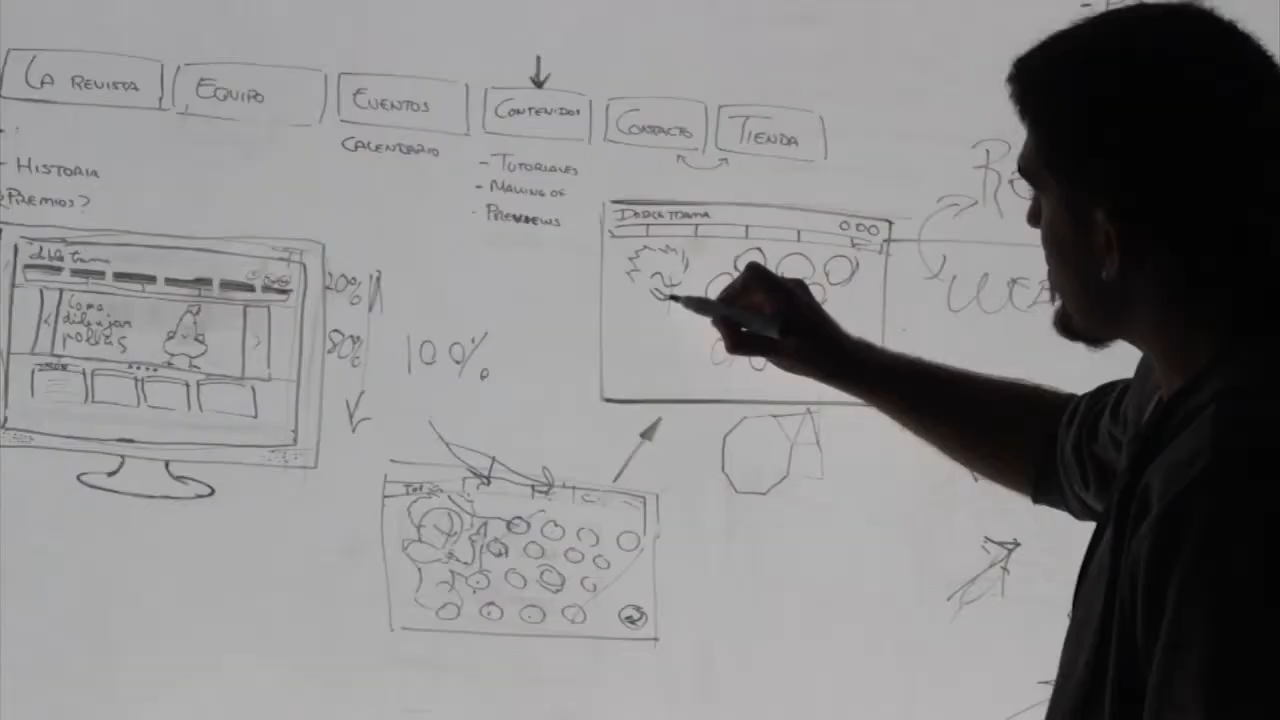 LA REVISTA
EQUIPO
EVENTOS
CONTENIDOS
CONTACTO
TIENDA
CALENDARIO
- HISTORIA
¿PREMIOS?
- TUTORIALES
- MAKING OF
- PREVIEWS
Como
dibujar
pollas
20%
80%
100%